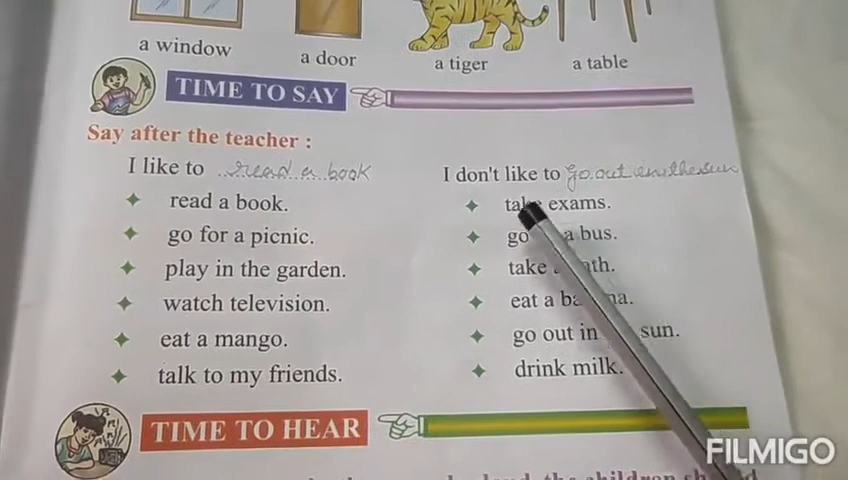 a window
a door
a tiger
a table
TIME TO SAY
Say after the teacher :
I like to read a book
read a book.
go for a picnic.
play in the garden.
watch television.
eat a mango.
talk to my friends.
I don't like to go out in the sun
take exams.
go a bus.
take
eat a
go out in sun.
drink milk.
TIME TO HEAR
the children
FILMIGO